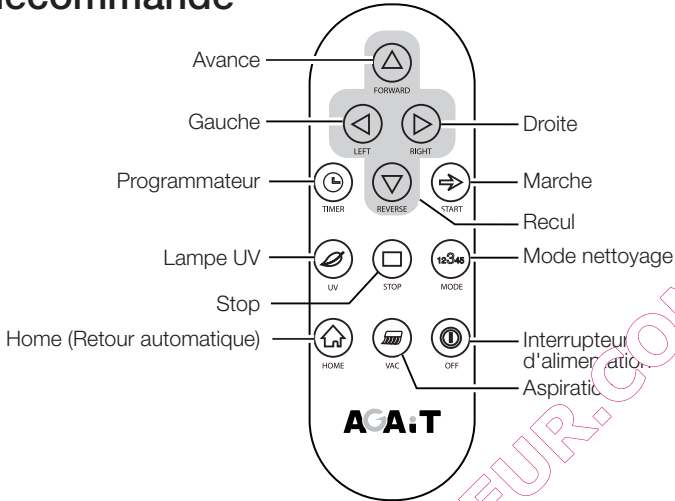 Avance
FORWARD
Gauche
Droite
LEFT
RIGHT
Programmateur
Marche
TIMER
REVERSE
START
Recul
Lampe UV
12345
Mode nettoyage
UV
STOP
MODE
Stop
Home (Retour automatique)
Interrupteur
d'alimentation
HOME
VAC
OFF
Aspiration
AGAiT